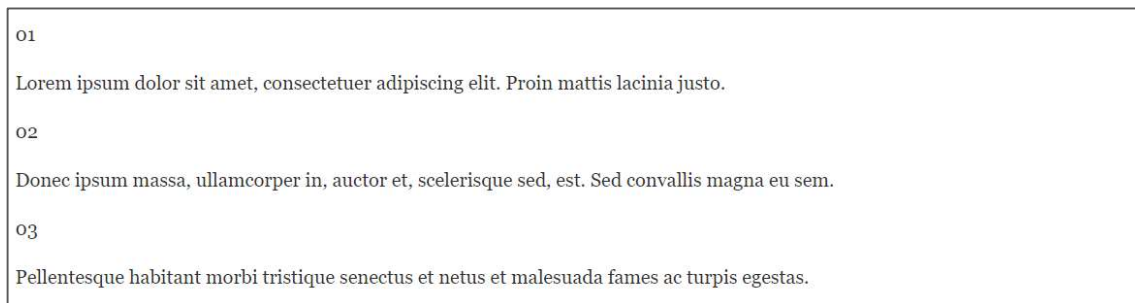 01
Lorem ipsum dolor sit amet, consectetuer adipiscing elit. Proin mattis lacinia justo.
02
Donec ipsum massa, ullamcorper in, auctor et, scelerisque sed, est. Sed convallis magna eu sem.
03
Pellentesque habitant morbi tristique senectus et netus et malesuada fames ac turpis egestas.